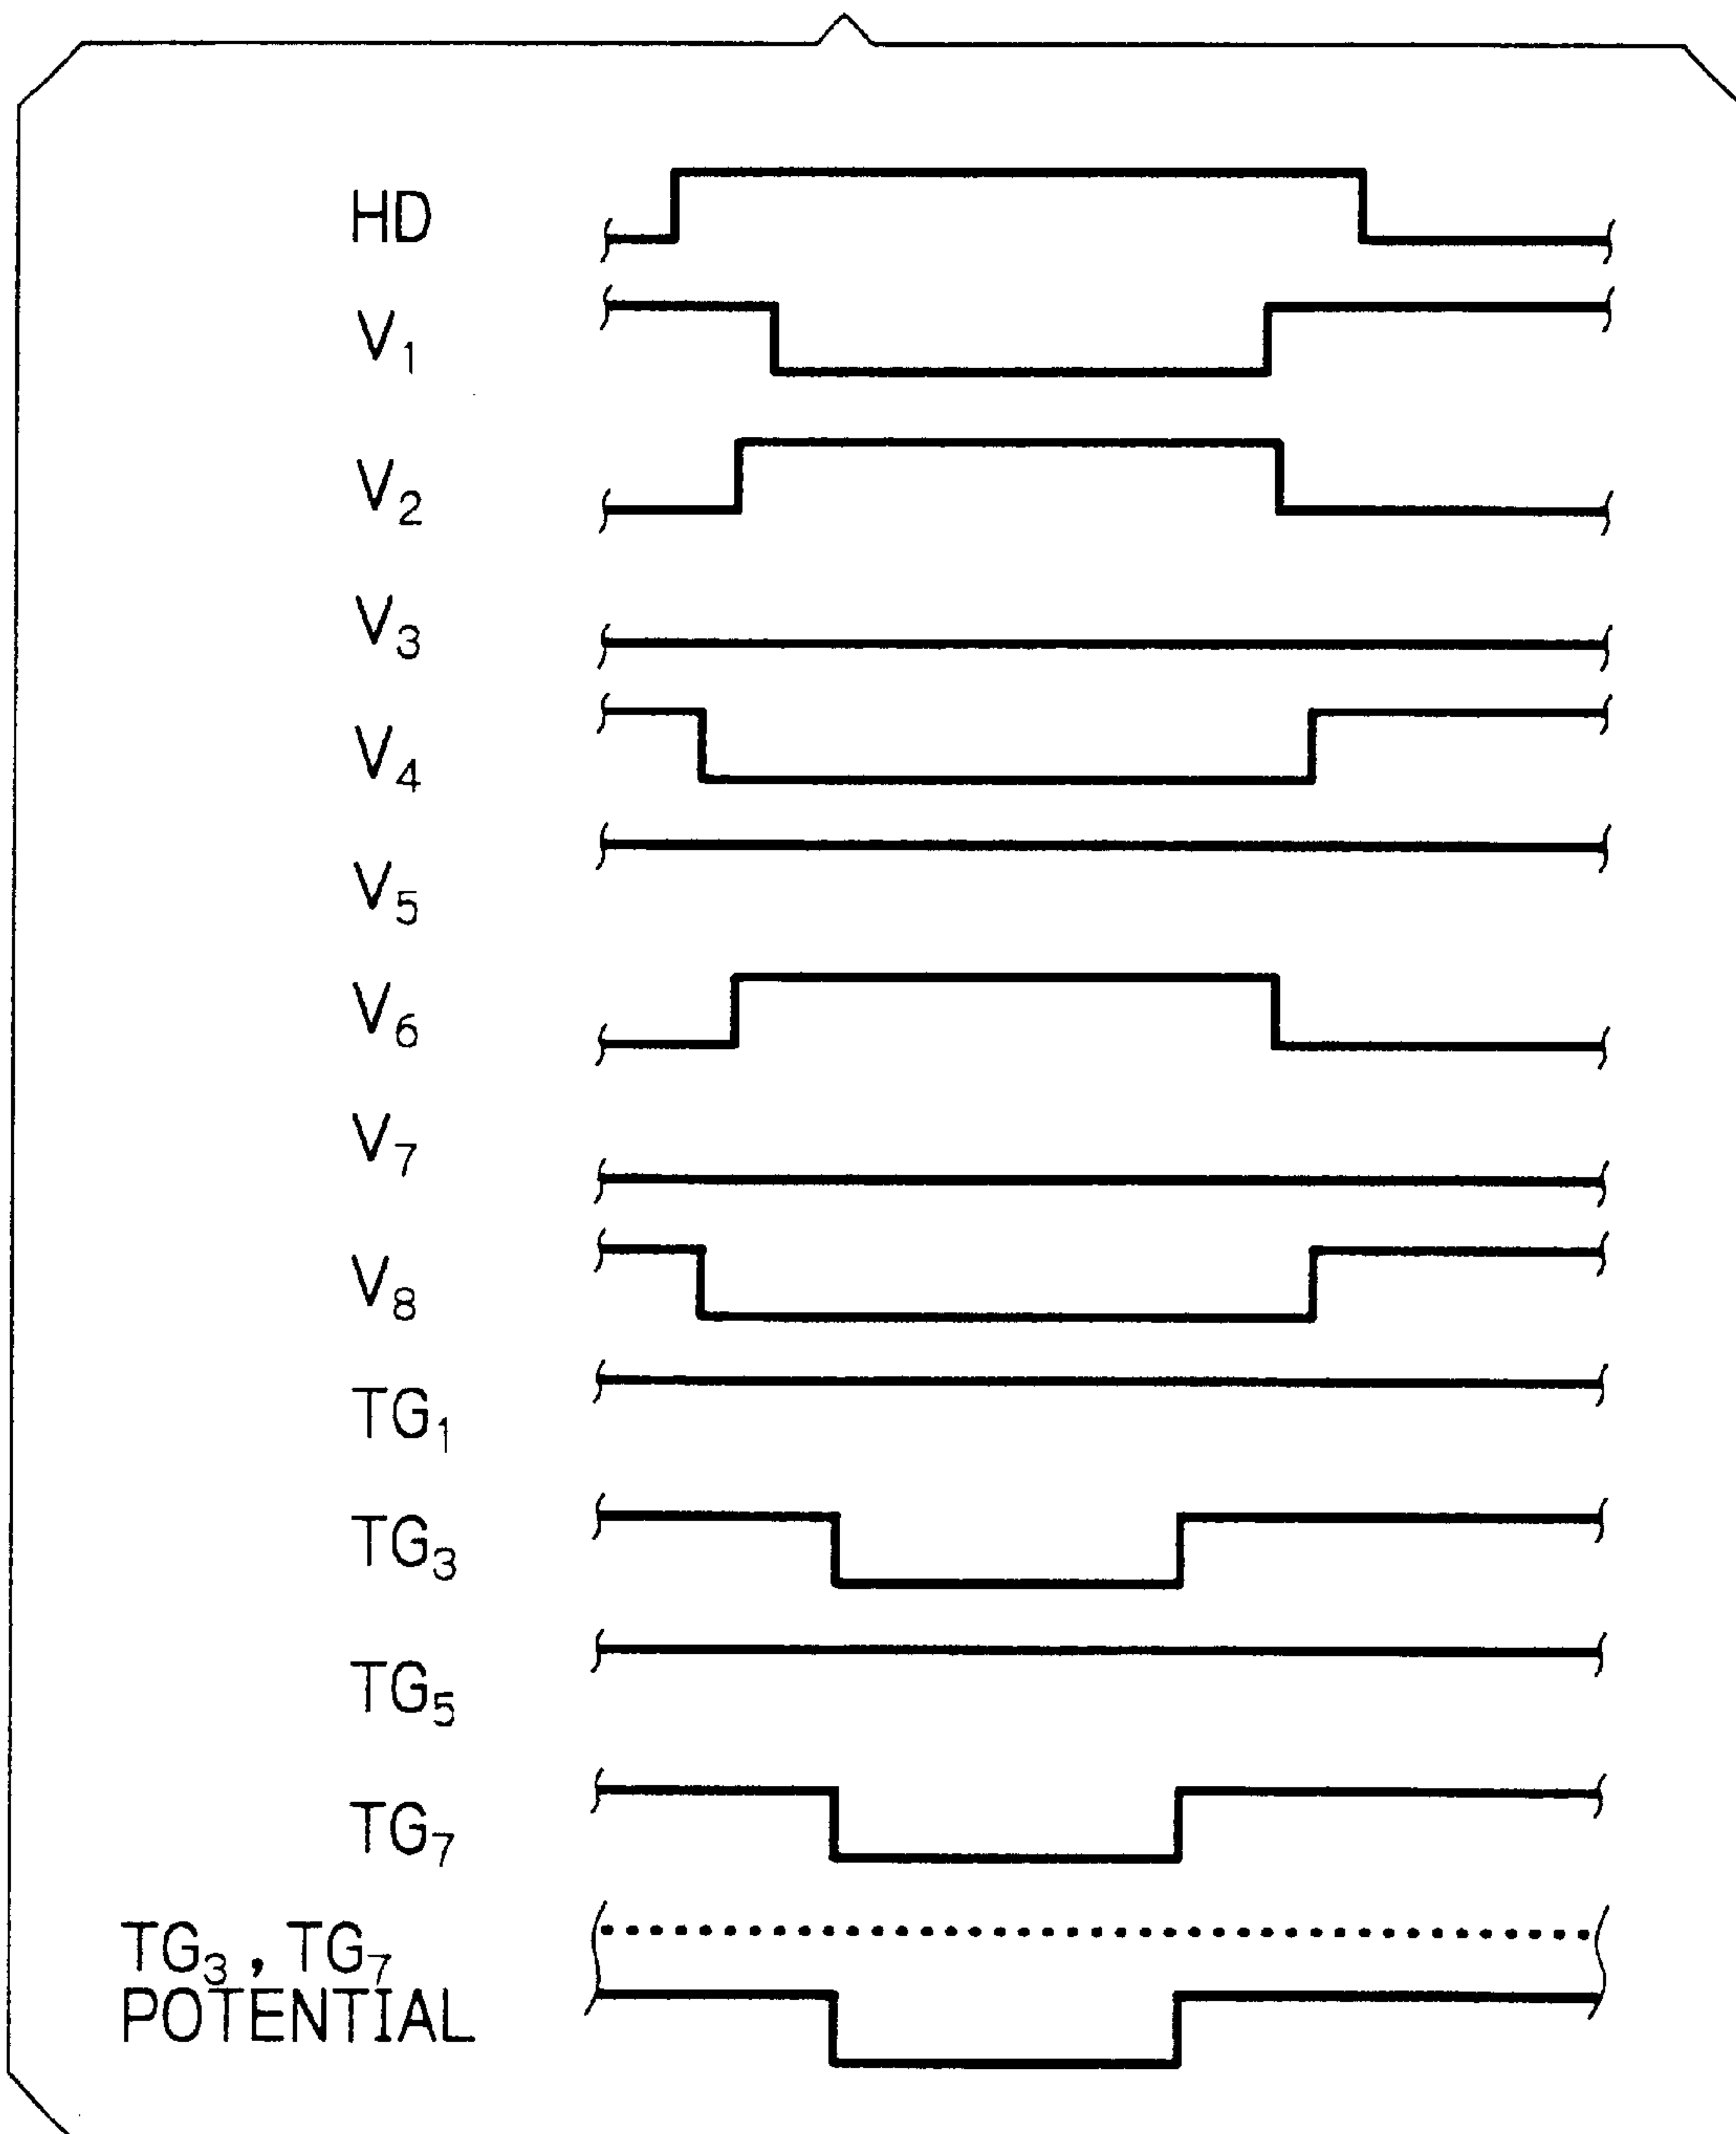 HD
V₁
V₂
V₃
V₄
V₅
V₆
V₇
V₈
TG₁
TG₃
TG₅
TG₇
TG₃, TG₇
POTENTIAL